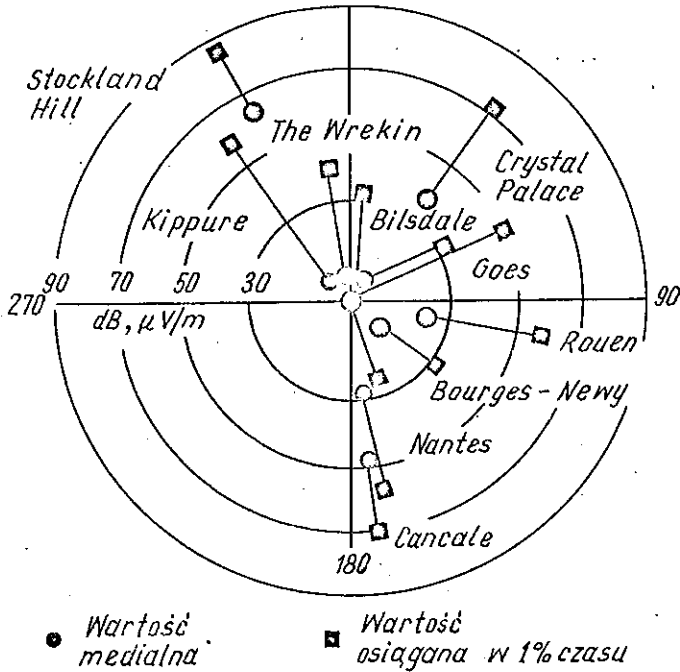 Stockland
Hill
The Wrekin
Crystal
Palace
Kippure
Bilsdale
Goes
90 70 50 30
270
90
dB, μV/m
Rouen
Bourges - Newy
Nantes
Cancale
180
Wartość
medialna
Wartość
osiągana w 1% czasu